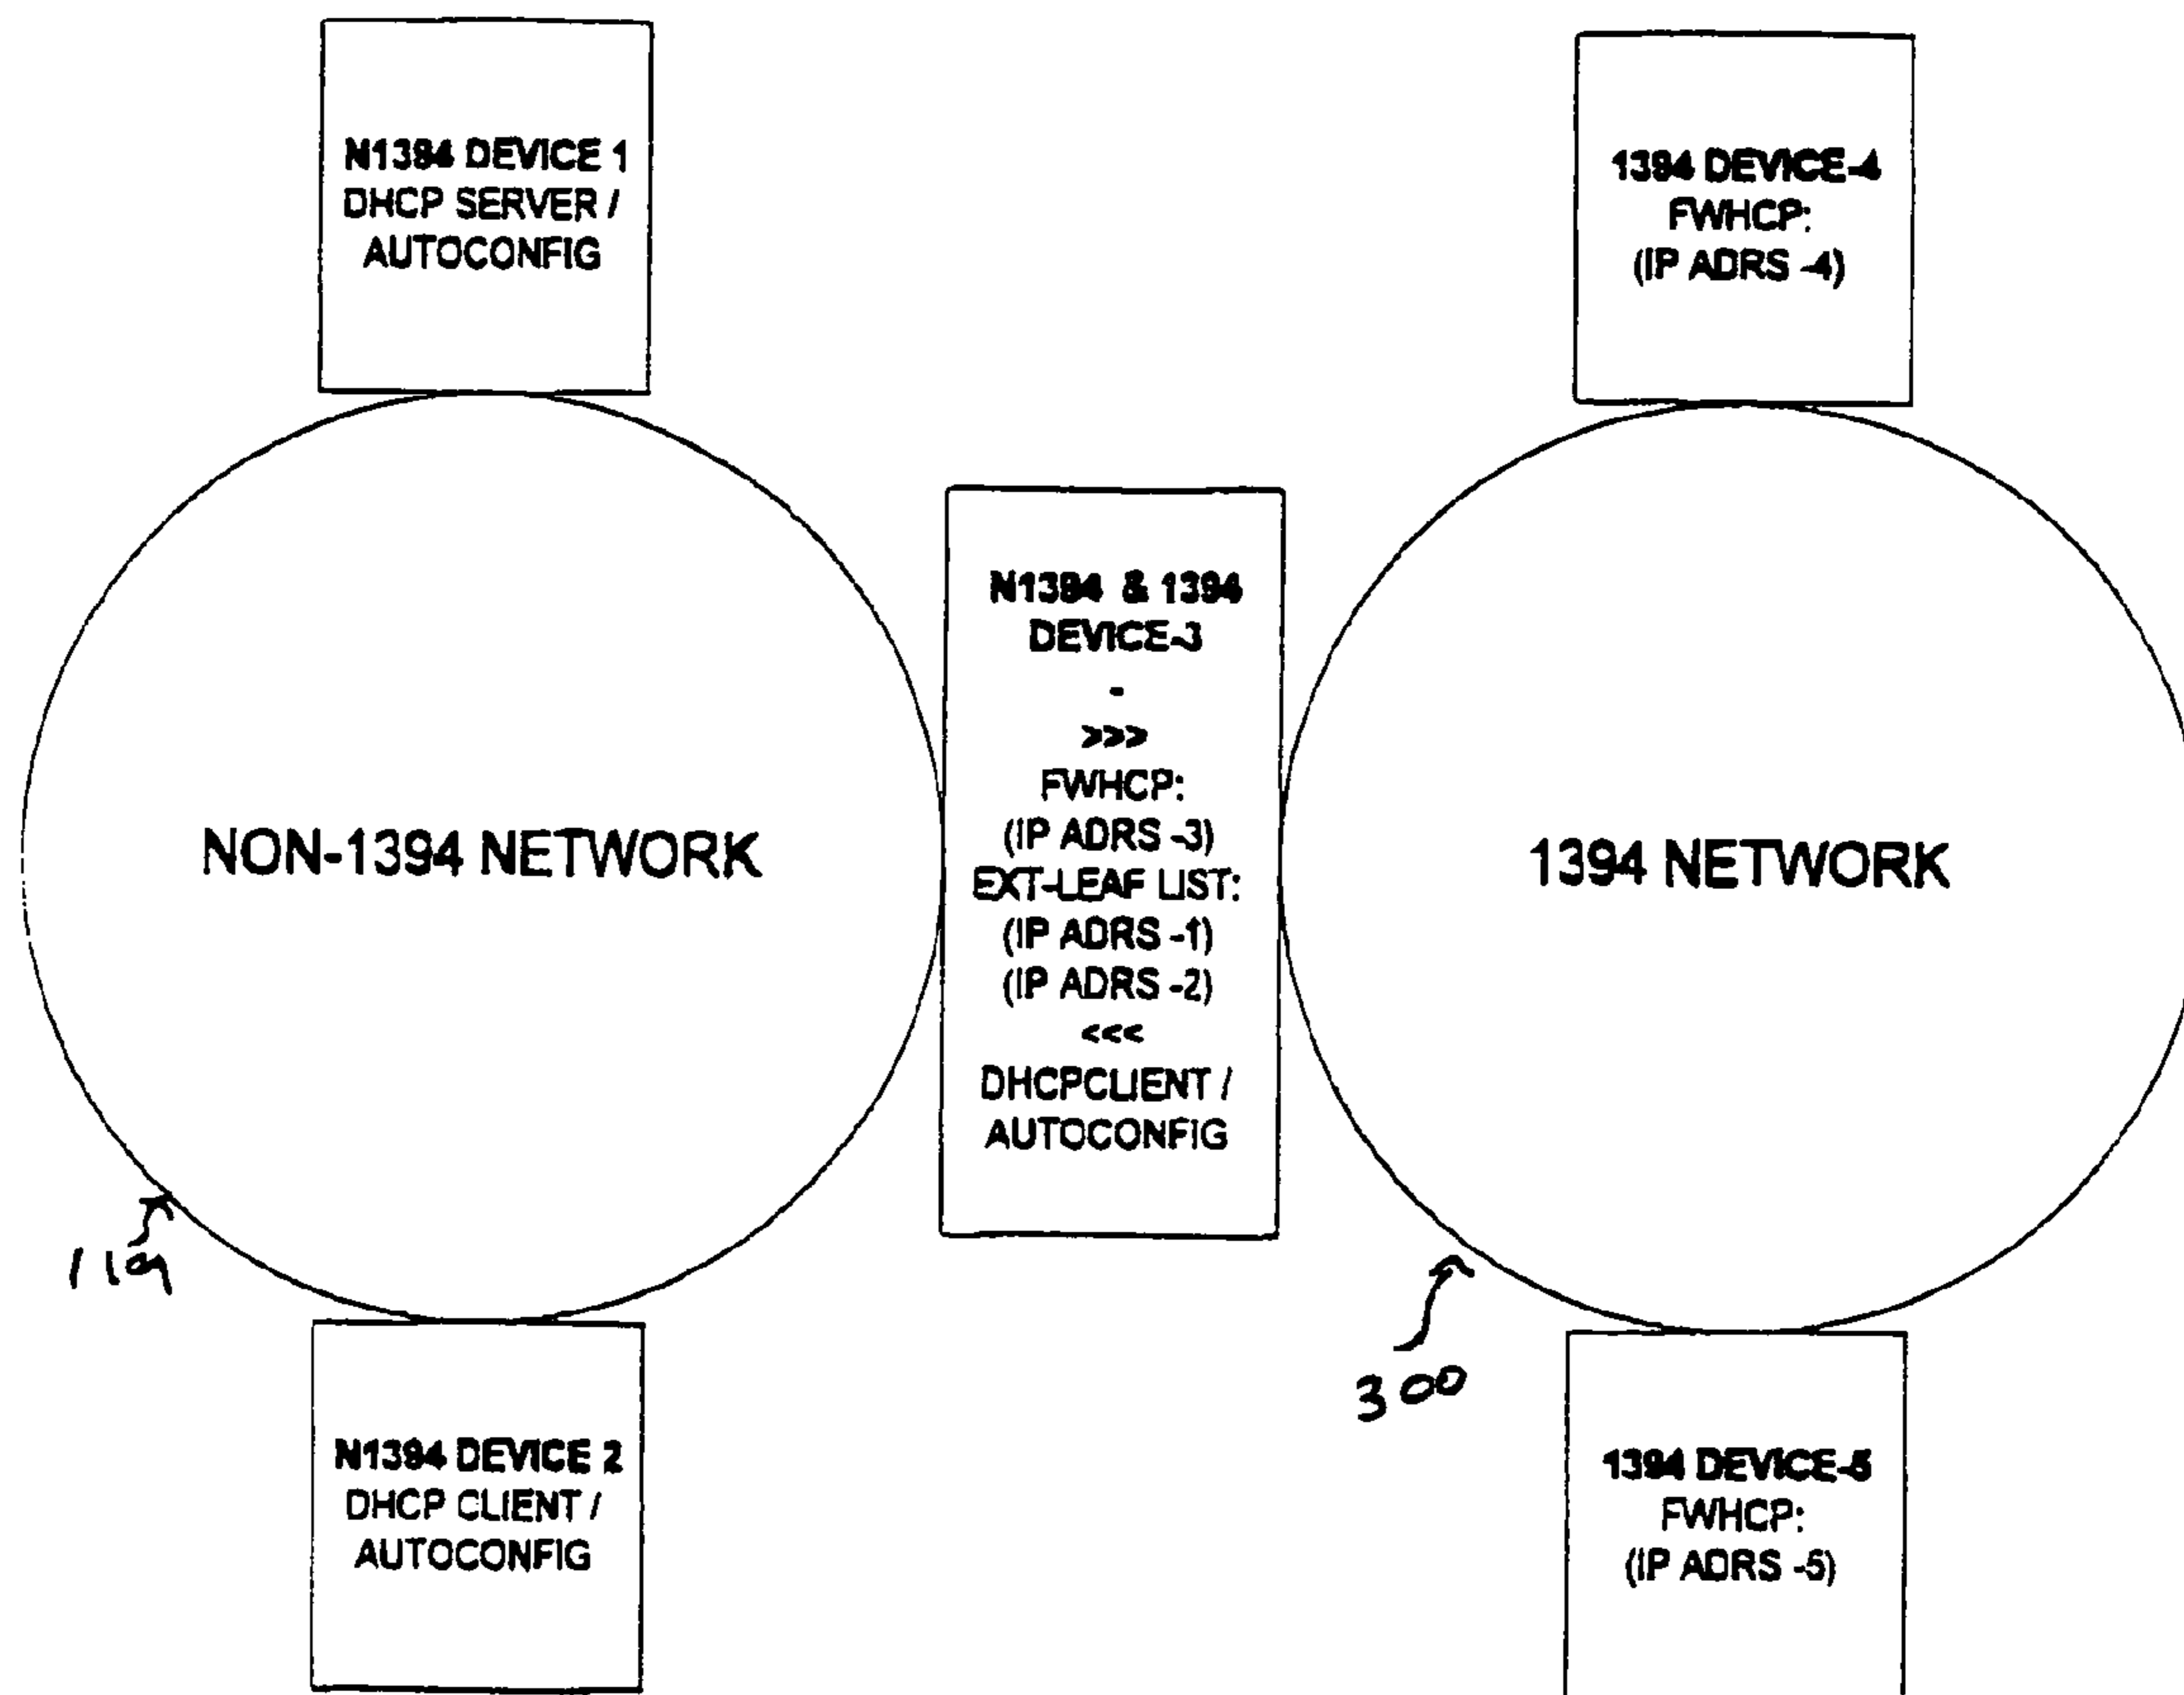 N1394 DEVICE 1
DHCP SERVER /
AUTOCONFIG
1394 DEVICE-4
FWHCP:
(IP ADRS -4)
N1394 & 1394
DEVICE-3
-
>>>
FWHCP:
(IP ADRS -3)
EXT-LEAF LIST:
(IP ADRS -1)
(IP ADRS -2)
<<<
DHCPCLIENT /
AUTOCONFIG
NON-1394 NETWORK
1394 NETWORK
119
300
N1394 DEVICE 2
DHCP CLIENT /
AUTOCONFIG
1394 DEVICE-5
FWHCP:
(IP ADRS -5)